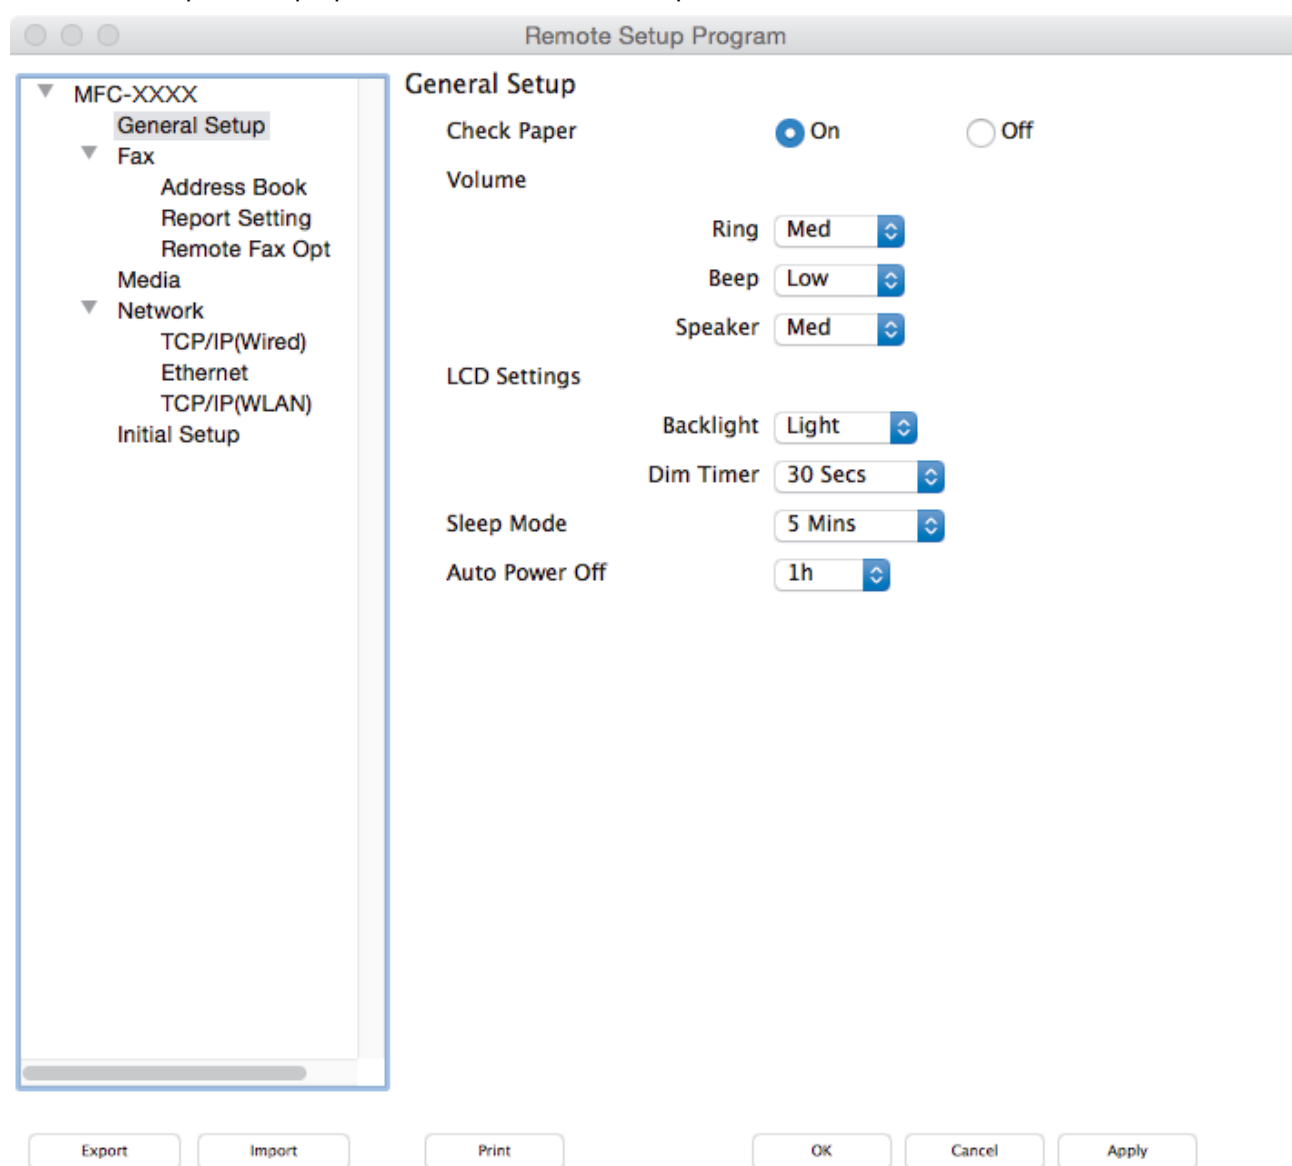 Remote Setup Program
MFC-XXXX
General Setup
Fax
Address Book
Report Setting
Remote Fax Opt
Media
Network
TCP/IP(Wired)
Ethernet
TCP/IP(WLAN)
Initial Setup
General Setup
Check Paper On Off
Volume
Ring Med
Beep Low
Speaker Med
LCD Settings
Backlight Light
Dim Timer 30 Secs
Sleep Mode 5 Mins
Auto Power Off 1h
Export Import Print OK Cancel Apply